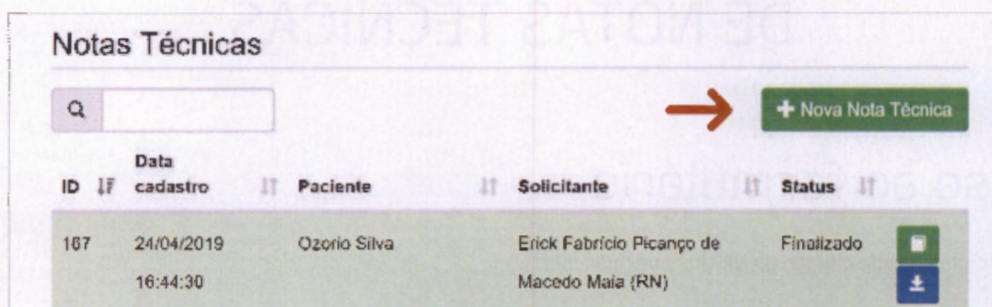 Notas Técnicas
+ Nova Nota Técnica
Data
ID cadastro Paciente Solicitante Status
167 24/04/2019 Ozorio Silva Erick Fabrício Picanço de Finalizado
16:44:30 Macedo Maia (RN)